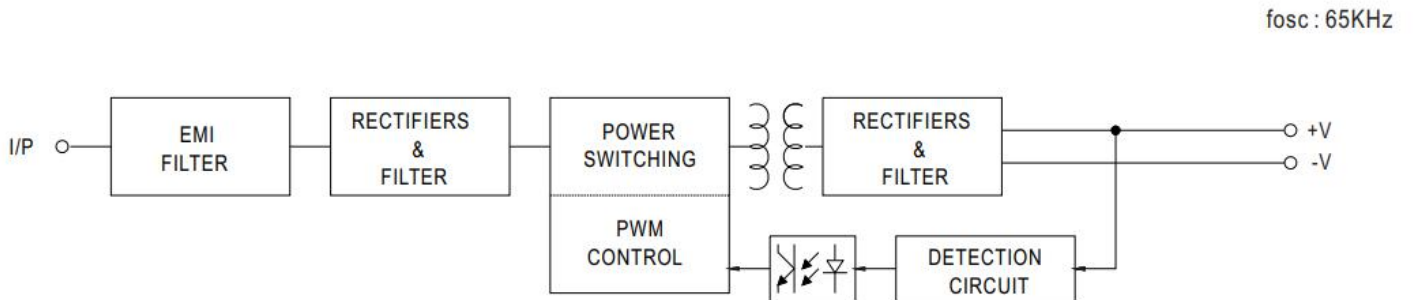 fosc : 65KHz
I/P
EMI
FILTER
RECTIFIERS
&
FILTER
POWER
SWITCHING
PWM
CONTROL
RECTIFIERS
&
FILTER
+V
-V
DETECTION
CIRCUIT